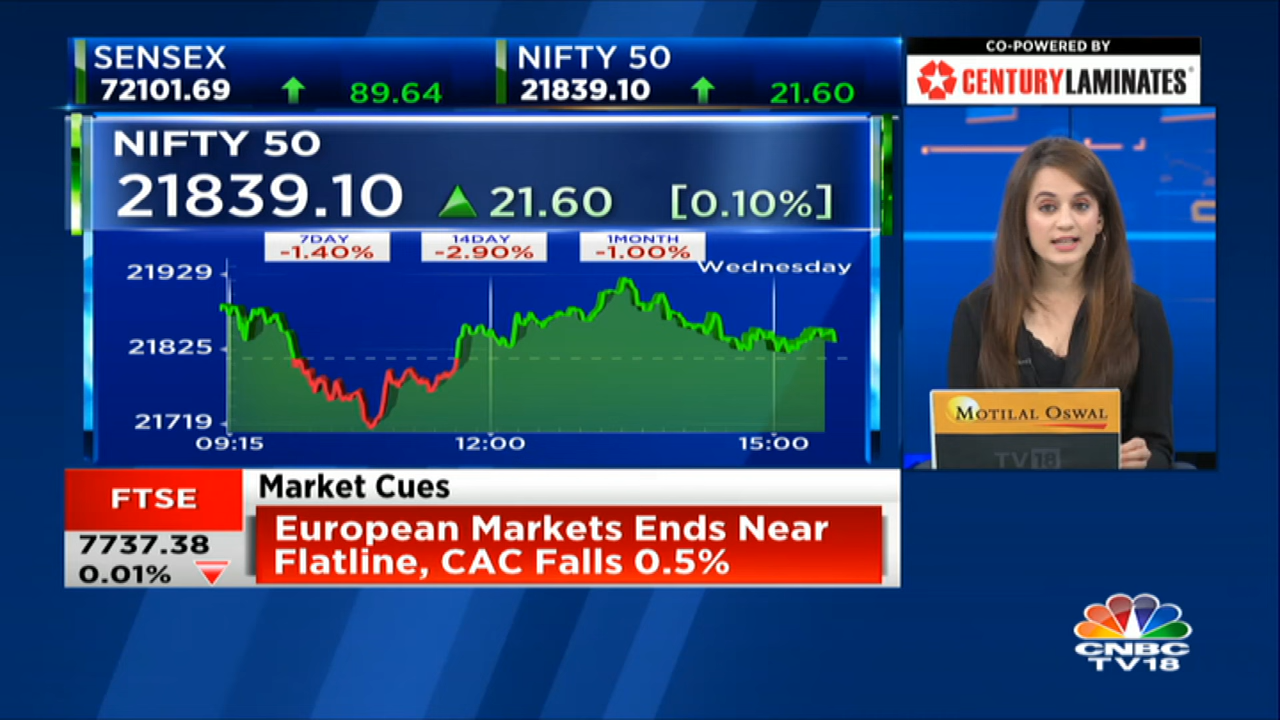 SENSEX
72101.69 89.64
NIFTY 50
21839.10 21.60
CO-POWERED BY
CENTURYLAMINATES®
NIFTY 50
21839.10 21.60 [0.10%]
7DAY
-1.40%
14DAY
-2.90%
1MONTH
-1.00%
Wednesday
21929
21825
21719
09:15 12:00 15:00
MOTILAL OSWAL
TV18
FTSE
7737.38
0.01%
Market Cues
European Markets Ends Near
Flatline, CAC Falls 0.5%
CNBC
TV18